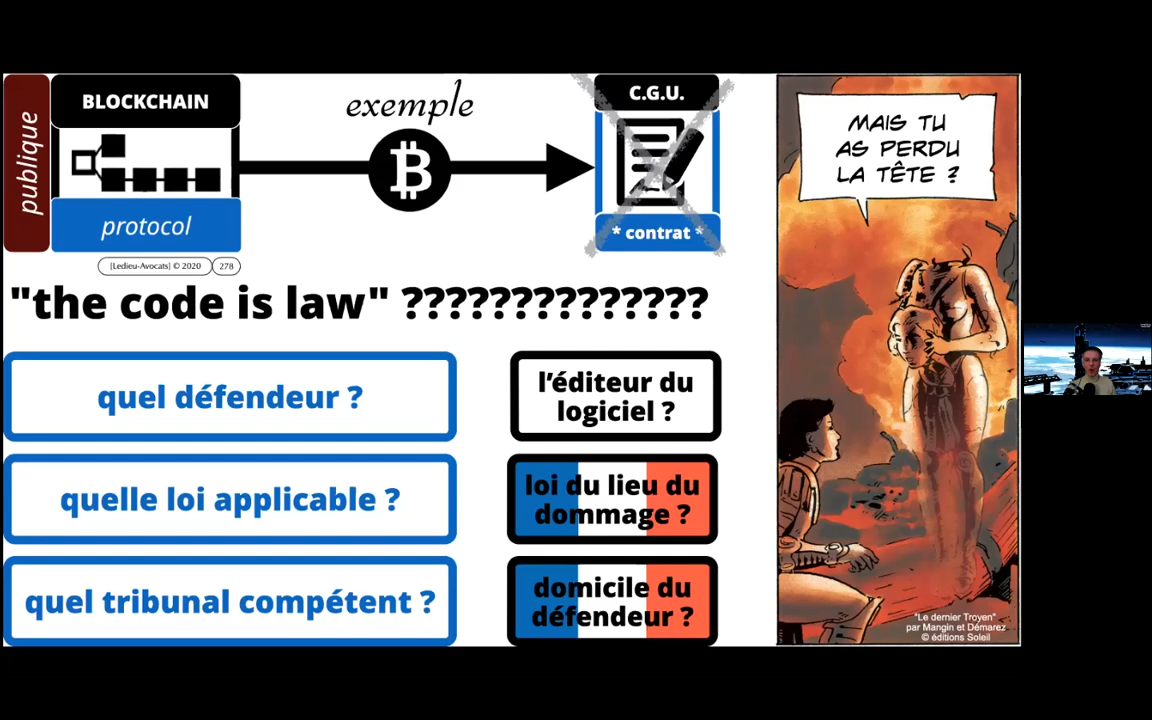 publique
BLOCKCHAIN
protocol
exemple
C.G.U.
* contrat *
[Ledieu-Avocats] © 2020
278
"the code is law" ??????????????
quel défendeur ?
l’éditeur du
logiciel ?
quelle loi applicable ?
loi du lieu du
dommage ?
quel tribunal compétent ?
domicile du
défendeur ?
MAIS TU
AS PERDU
LA TÊTE ?
"Le dernier Troyen"
par Mangin et Démarez
© éditions Soleil